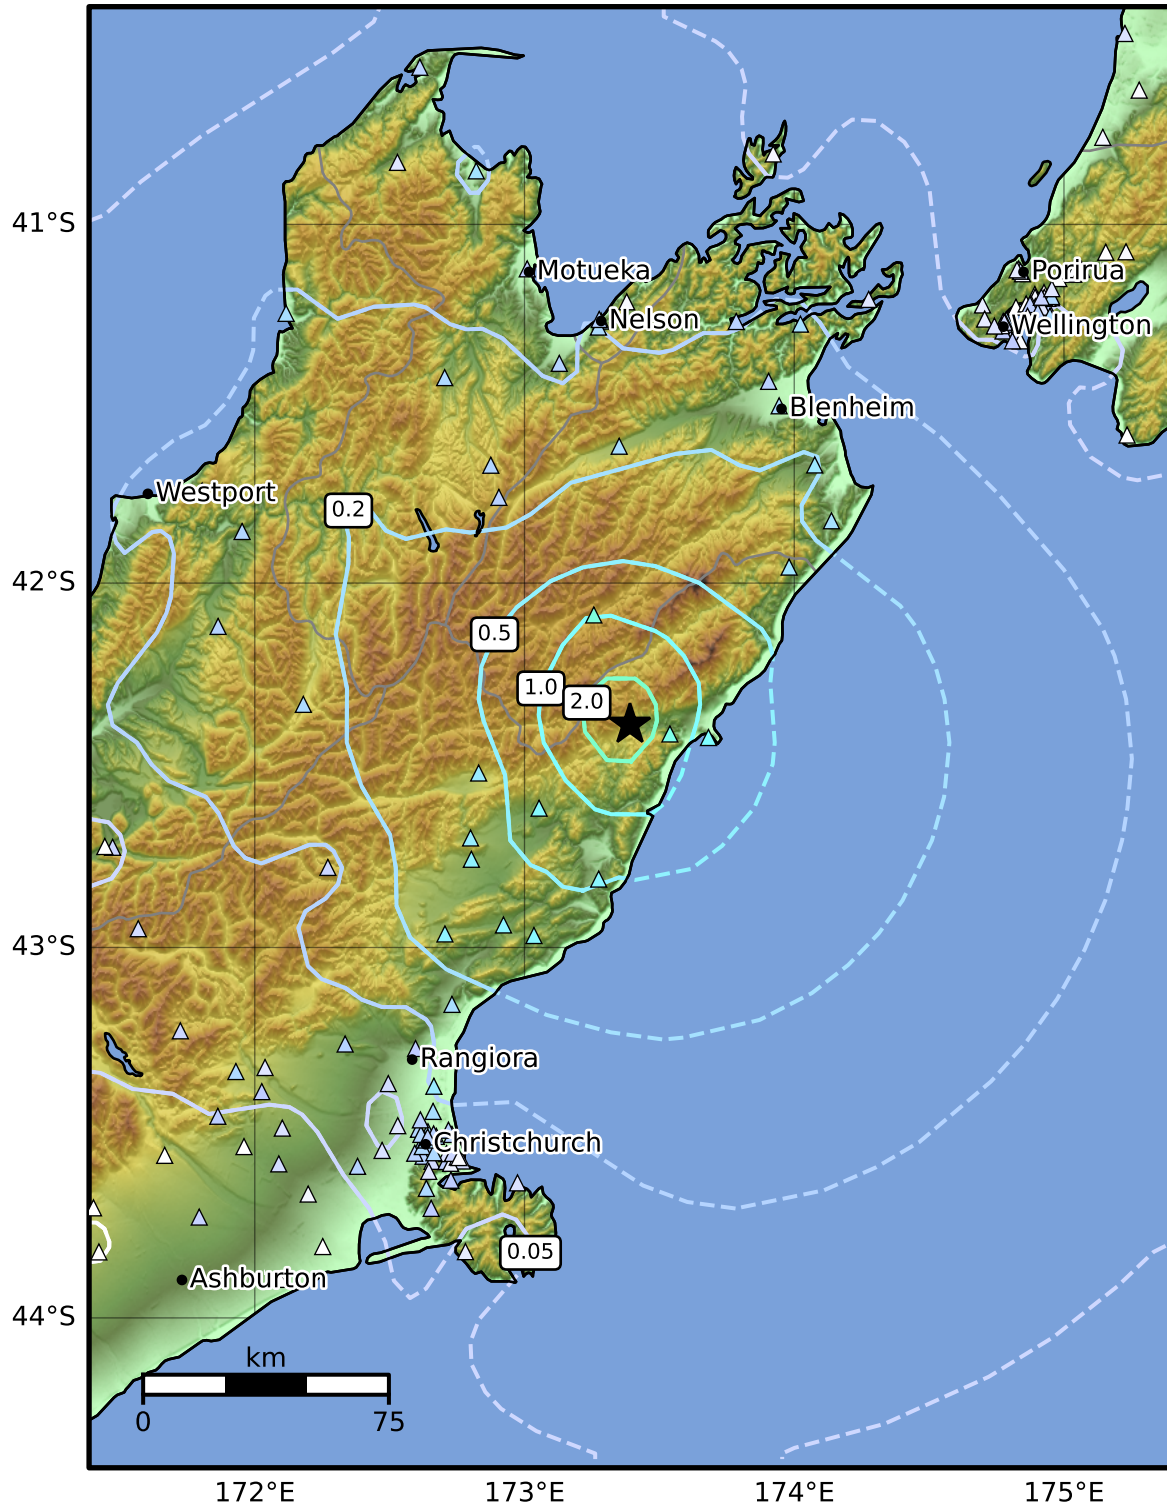 41°S
Motueka
Porirua
Nelson
Wellington
Blenheim
Westport
0.2
42°S
0.5
1.0
2.0
43°S
Rangiora
Christchurch
0.05
Ashburton
44°S
km
0
75
172°E
173°E
174°E
175°E